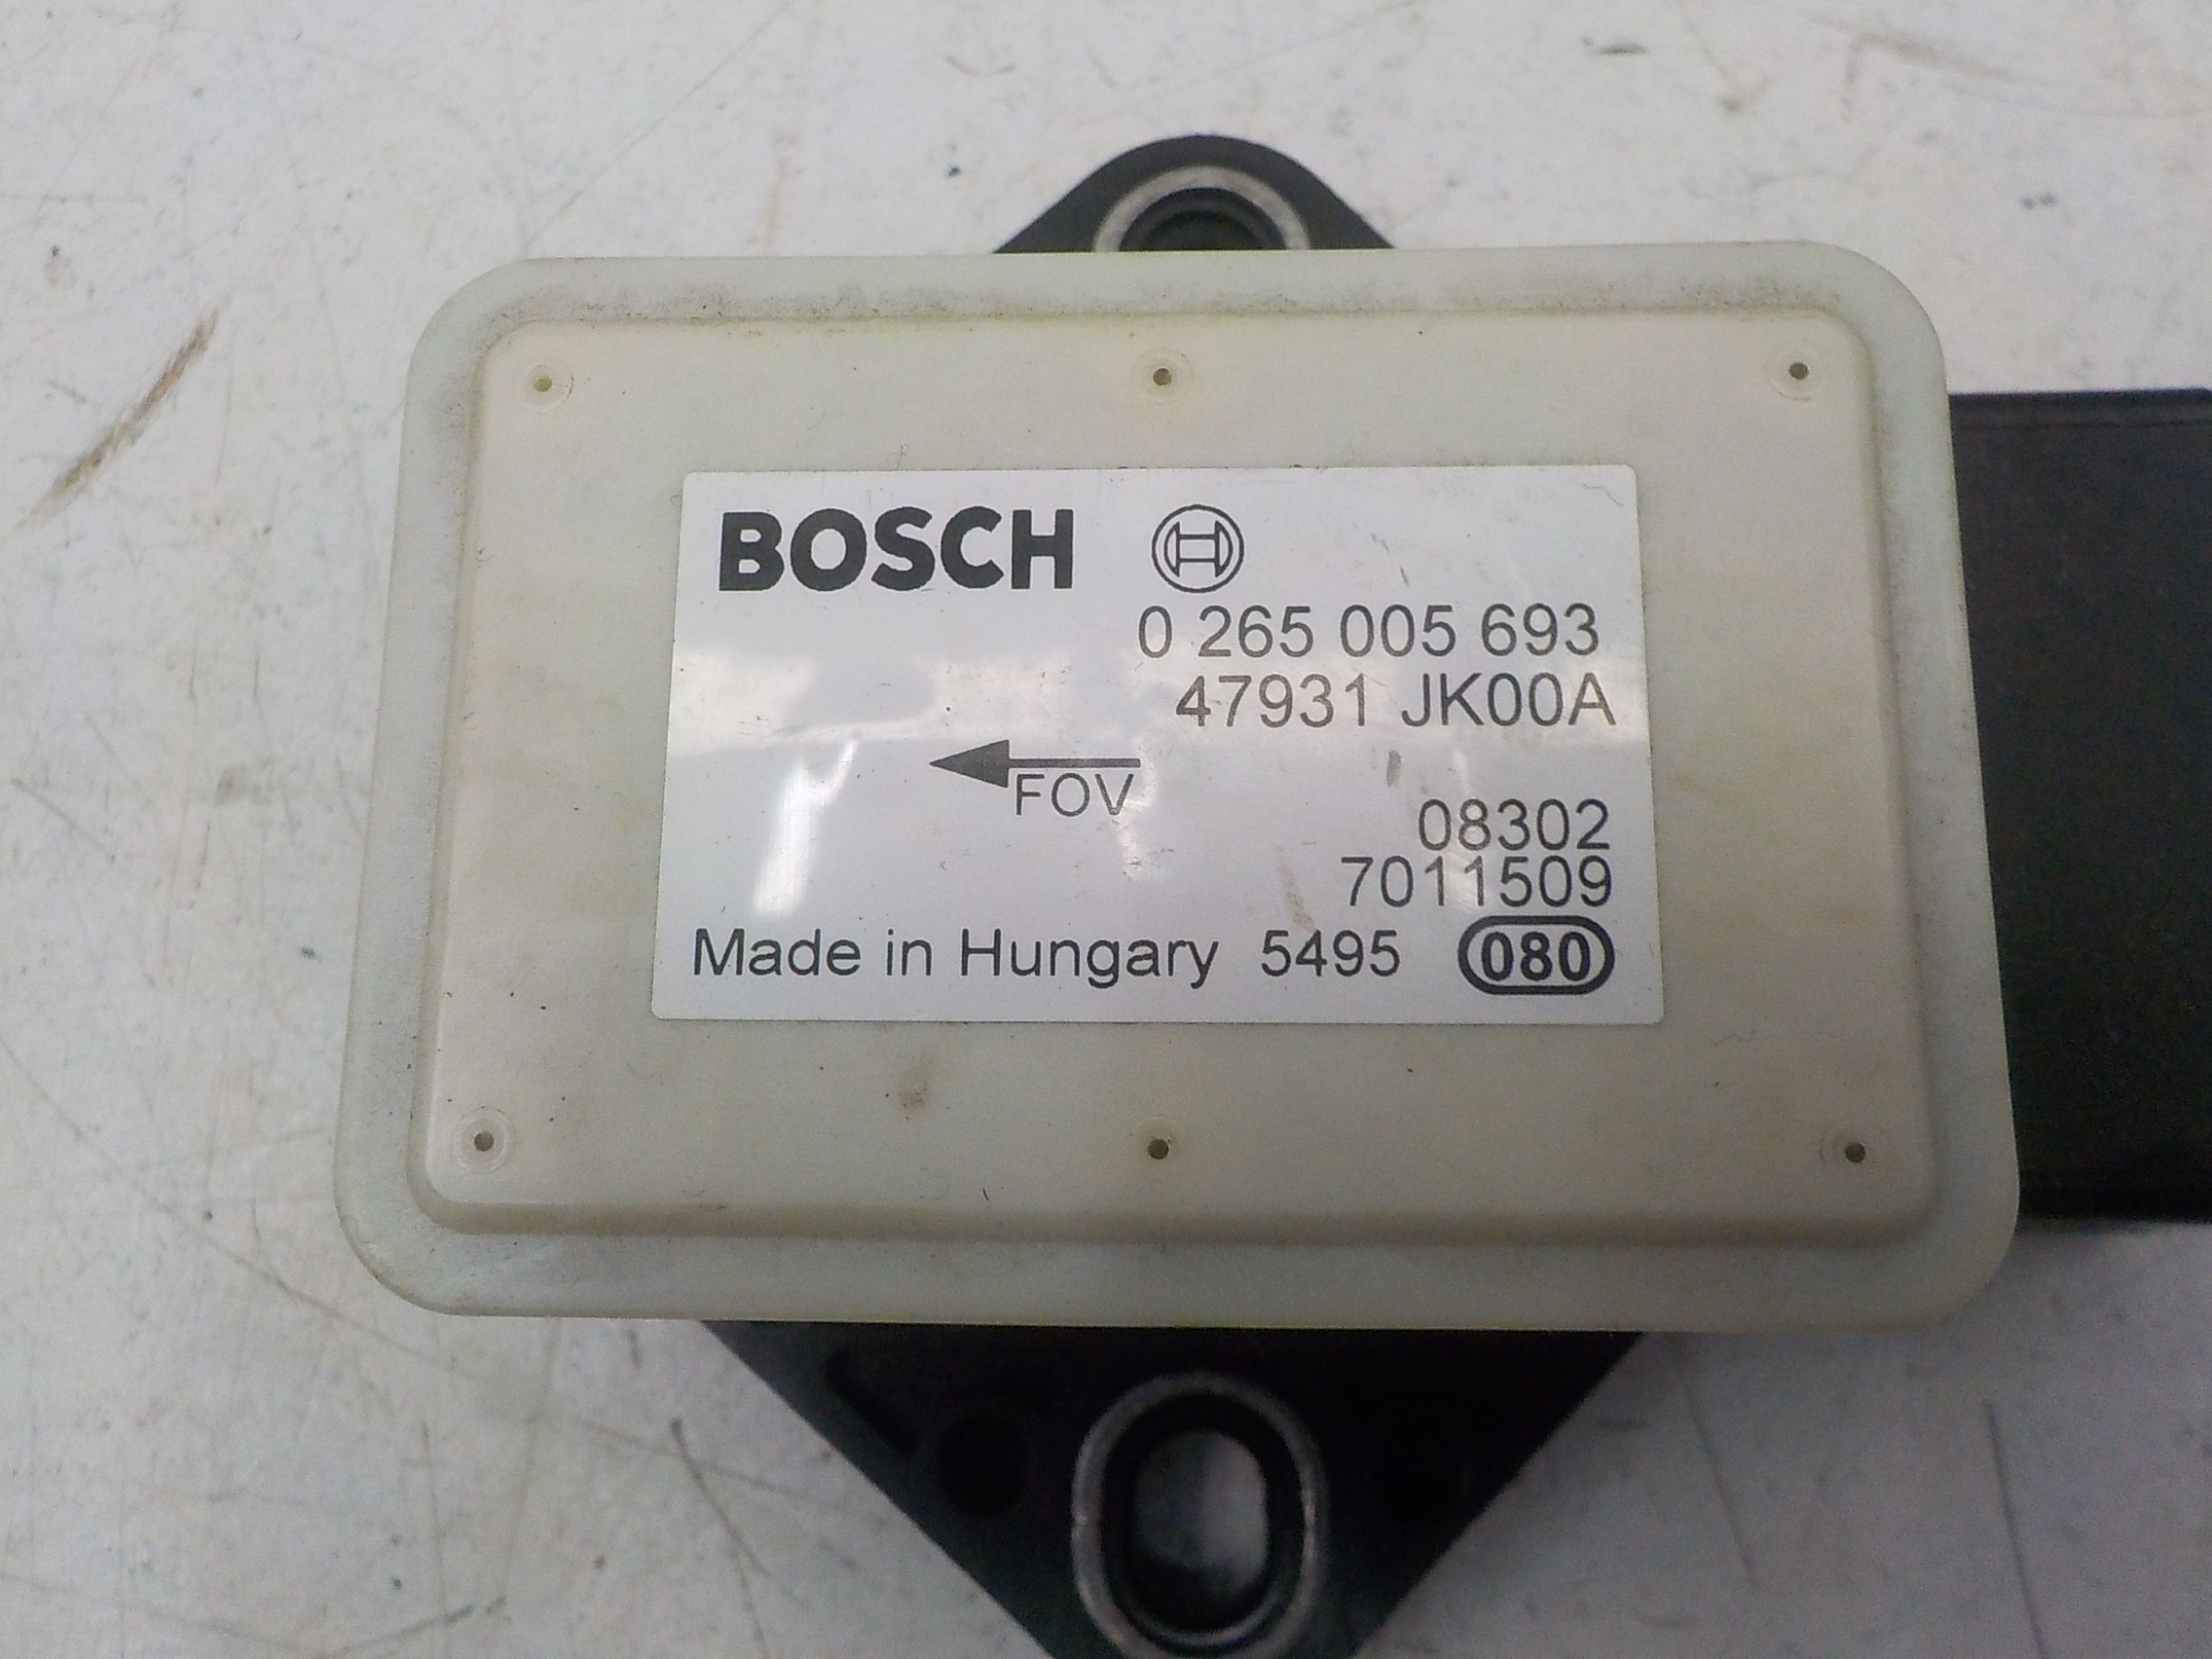 BOSCH
0 265 005 693
47931 JK00A
FOV
08302
7011509
Made in Hungary 5495 080